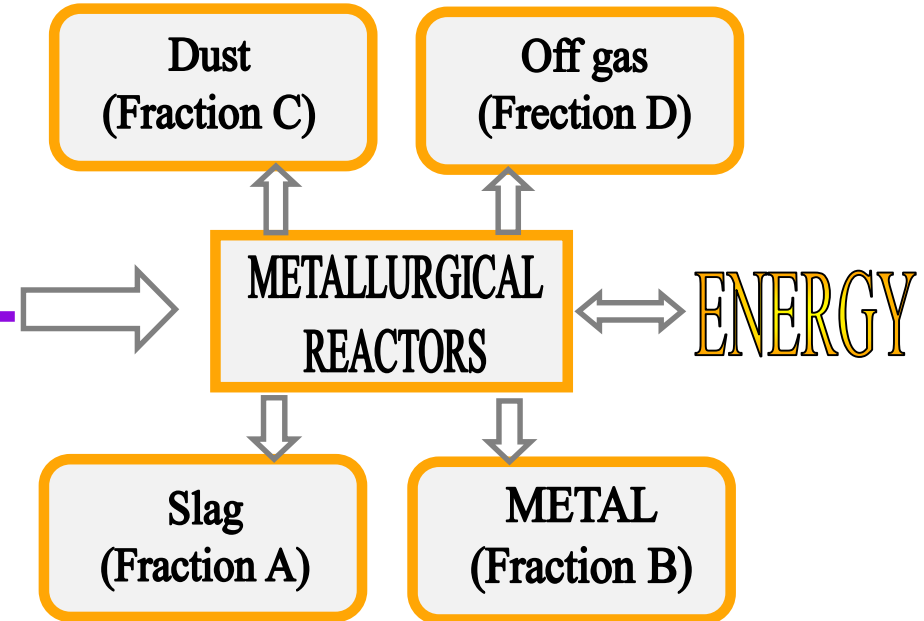 Dust
(Fraction C)
Off gas
(Frection D)
METALLURGICAL
REACTORS
ENERGY
Slag
(Fraction A)
METAL
(Fraction B)